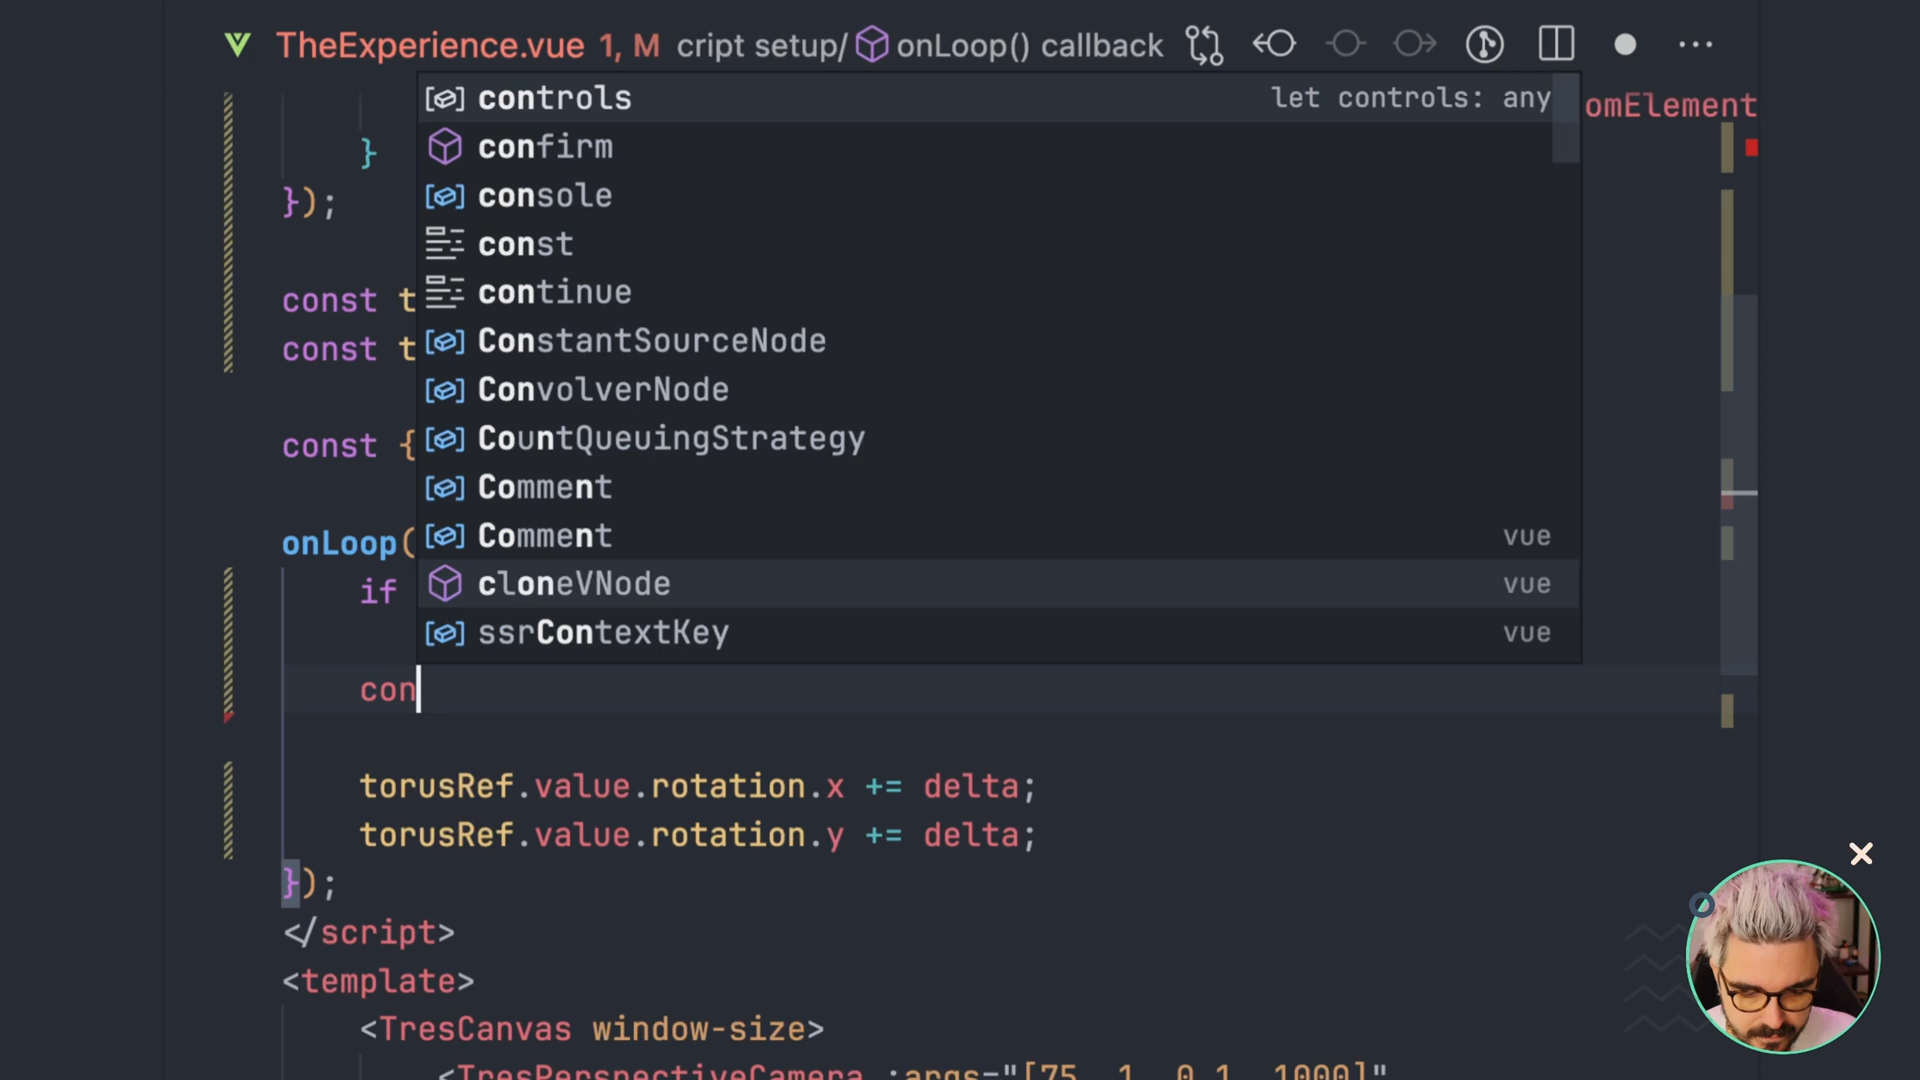 TheExperience.vue 1, M cript setup/ onLoop() callback ...
controls let controls: any omElement
} confirm
}); console
const
const t continue
const t ConstantSourceNode
ConvolverNode
const { CountQueuingStrategy
Comment
onLoop( Comment vue
if cloneVNode vue
ssrContextKey vue
con
torusRef.value.rotation.x += delta;
torusRef.value.rotation.y += delta;
});
</script>
<template>
<TresCanvas window-size>
<TresPerspectiveCamera :args="[75, 1, 0.1, 1000]"